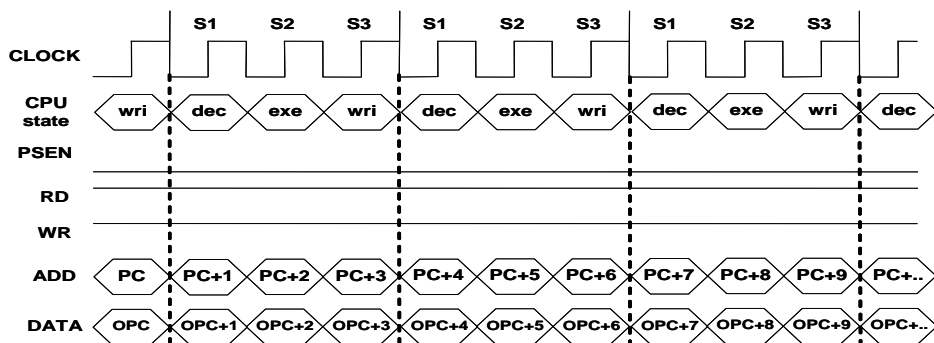 S1 S2 S3 S1 S2 S3 S1 S2 S3
CLOCK
CPU state wri dec exe wri dec exe wri dec exe wri dec
PSEN
RD
WR
ADD PC PC+1 PC+2 PC+3 PC+4 PC+5 PC+6 PC+7 PC+8 PC+9 PC+..
DATA OPC OPC+1 OPC+2 OPC+3 OPC+4 OPC+5 OPC+6 OPC+7 OPC+8 OPC+9 OPC+..